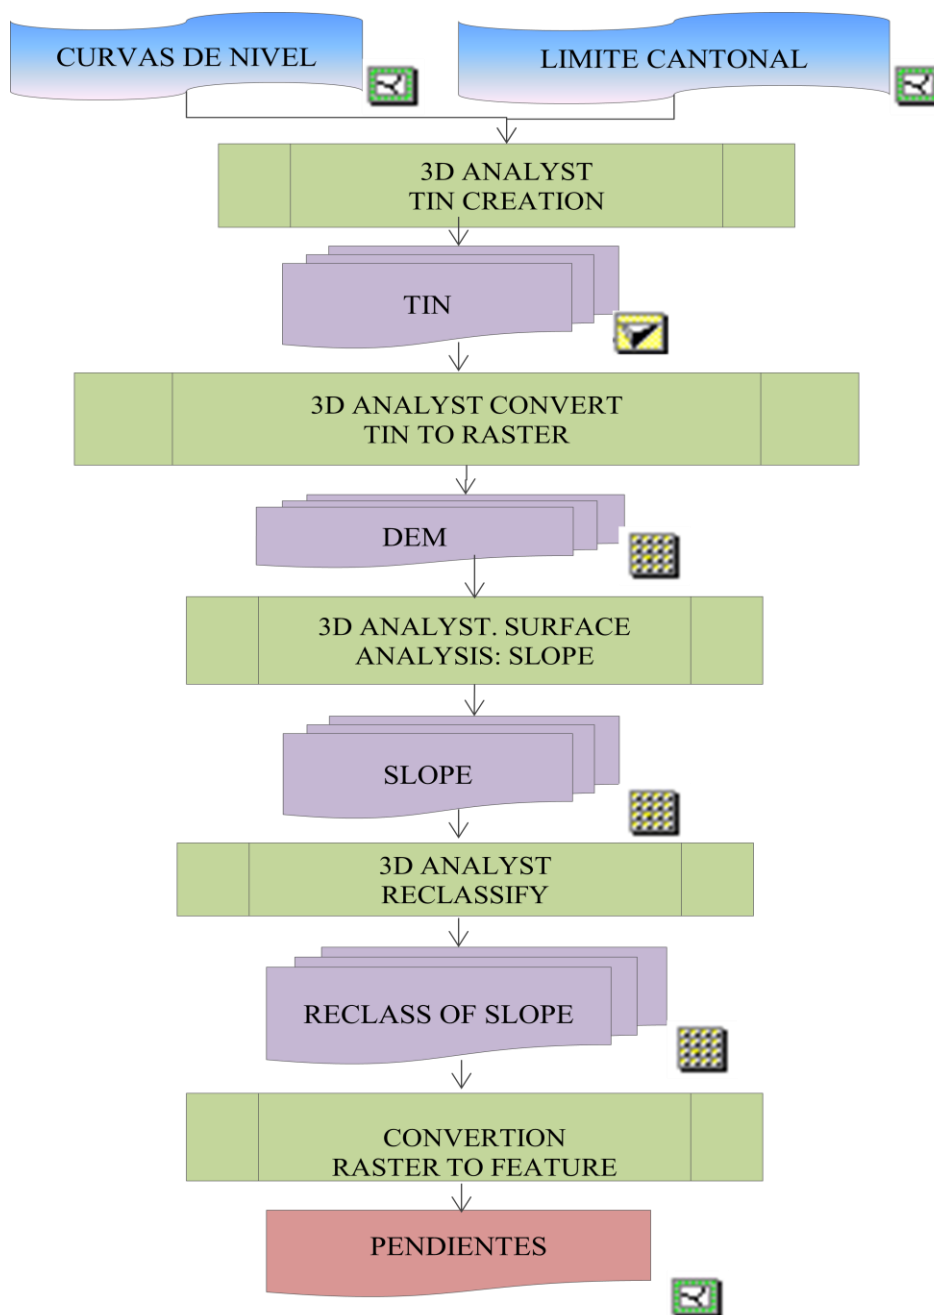 CURVAS DE NIVEL
LIMITE CANTONAL
3D ANALYST
TIN CREATION
TIN
3D ANALYST CONVERT
TIN TO RASTER
DEM
3D ANALYST. SURFACE
ANALYSIS: SLOPE
SLOPE
3D ANALYST
RECLASSIFY
RECLASS OF SLOPE
CONVERTION
RASTER TO FEATURE
PENDIENTES